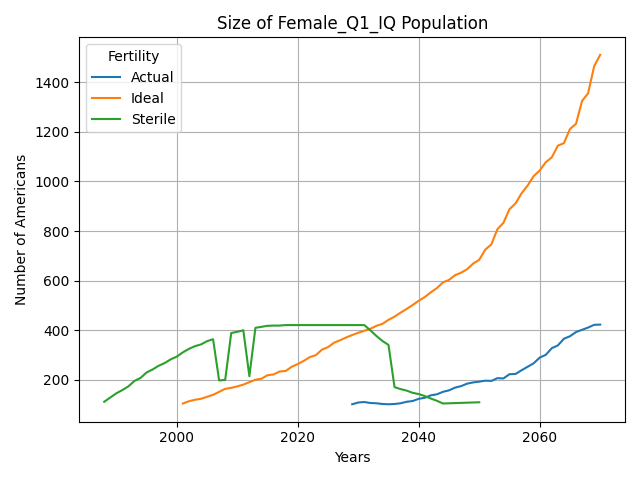 Size of Female_Q1_IQ Population
Fertility
Actual
Ideal
Sterile
Number of Americans
1400
1200
1000
800
600
400
200
2000
2020
2040
2060
Years